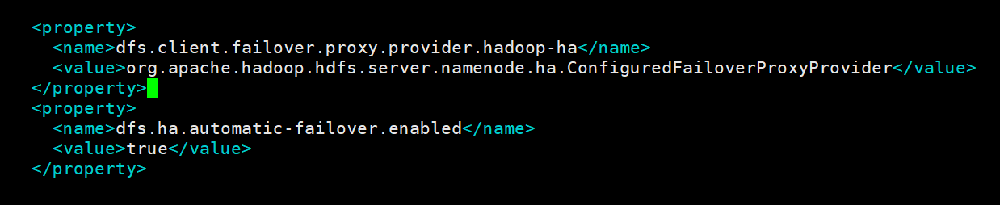 <property>
<name>dfs.client.failover.proxy.provider.hadoop-ha</name>
<value>org.apache.hadoop.hdfs.server.namenode.ha.ConfiguredFailoverProxyProvider</value>
</property>
<property>
<name>dfs.ha.automatic-failover.enabled</name>
<value>true</value>
</property>